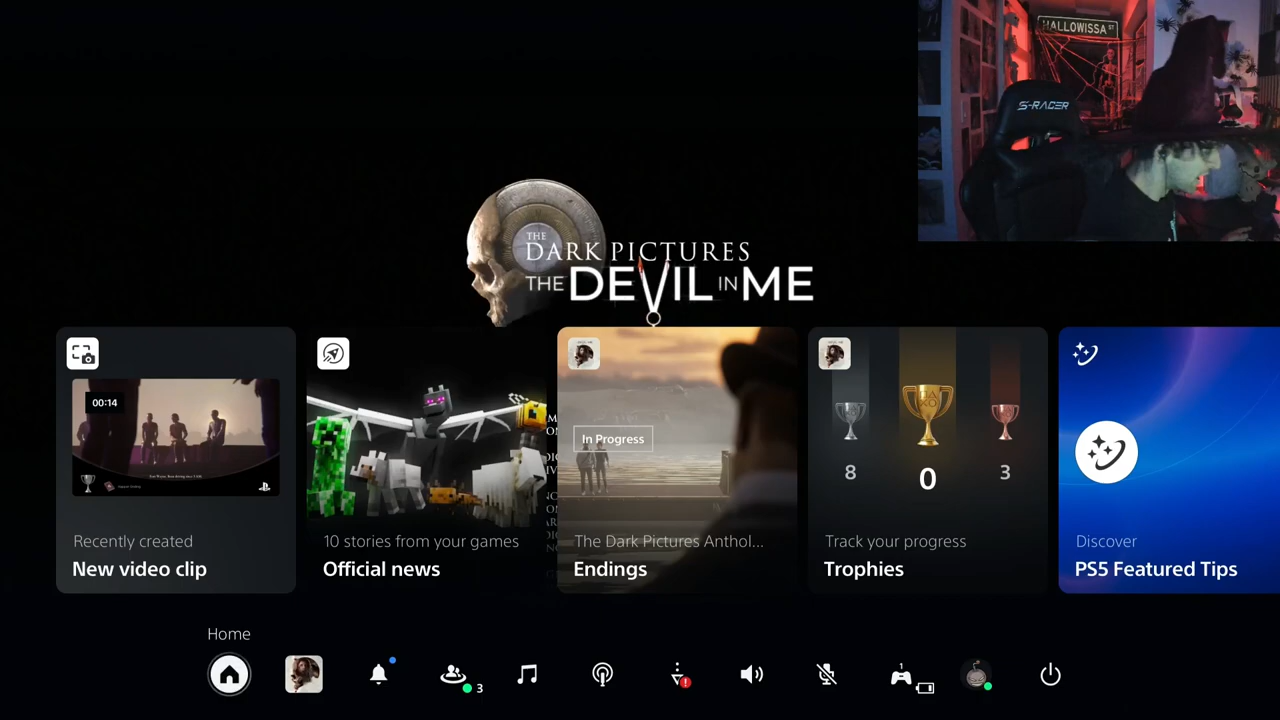 HALLOWISSA ST
S-RACER
THE
DARK PICTURES
THE DEVIL IN ME
00:14
Recently created
New video clip
10 stories from your games
Official news
In Progress
The Dark Pictures Anthol...
Endings
8
0
3
Track your progress
Trophies
Discover
PS5 Featured Tips
Home
3
1